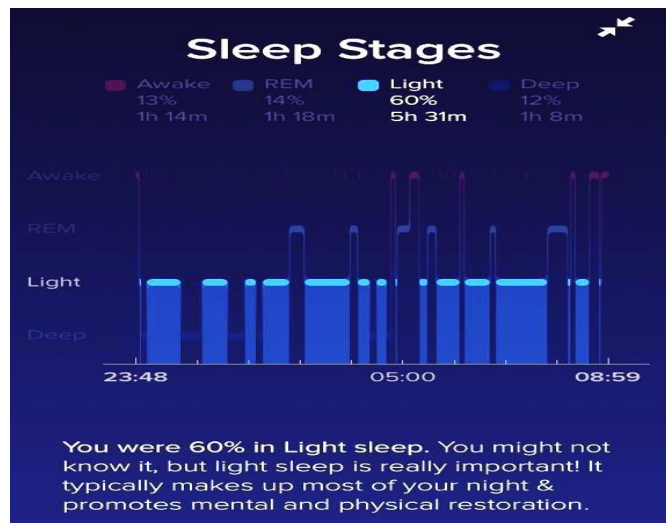 Sleep Stages
Awake REM Light Deep
13% 14% 60% 12%
1h 14m 1h 18m 5h 31m 1h 8m
Awake
REM
Light
Deep
23:48 05:00 08:59
You were 60% in Light sleep. You might not
know it, but light sleep is really important! It
typically makes up most of your night &
promotes mental and physical restoration.